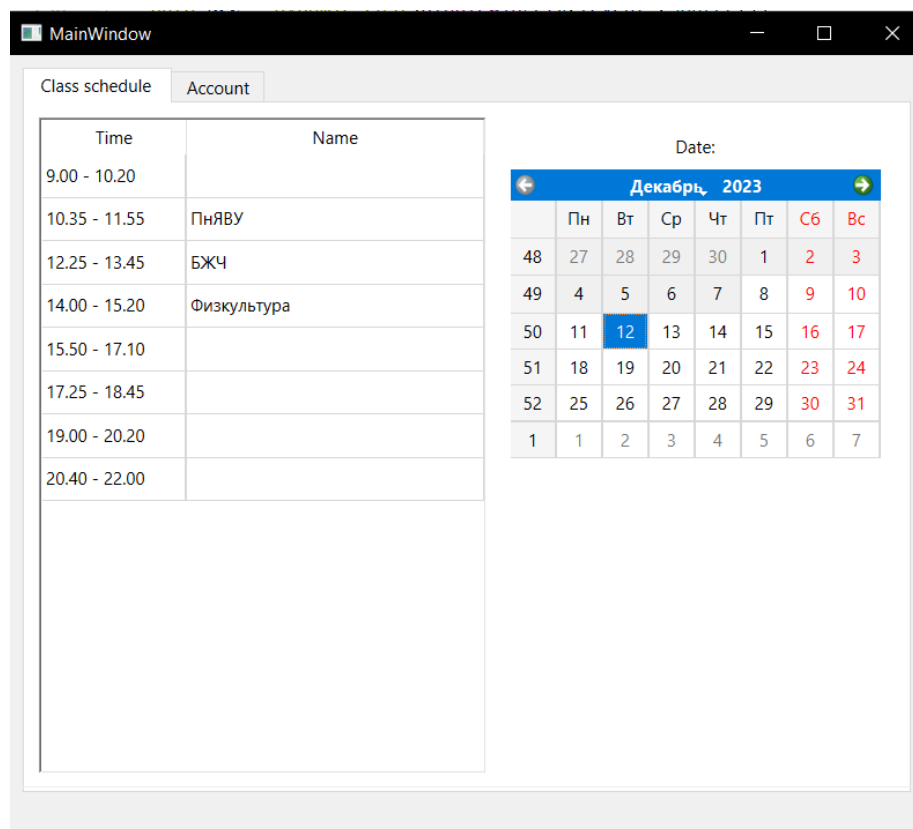 MainWindow
Class schedule Account
Time Name
9.00 - 10.20
10.35 - 11.55 ПнЯВУ
12.25 - 13.45 БЖЧ
14.00 - 15.20 Физкультура
15.50 - 17.10
17.25 - 18.45
19.00 - 20.20
20.40 - 22.00
Date:
Декабрь, 2023
Пн Вт Ср Чт Пт Сб Вс
48 27 28 29 30 1 2 3
49 4 5 6 7 8 9 10
50 11 12 13 14 15 16 17
51 18 19 20 21 22 23 24
52 25 26 27 28 29 30 31
1 1 2 3 4 5 6 7